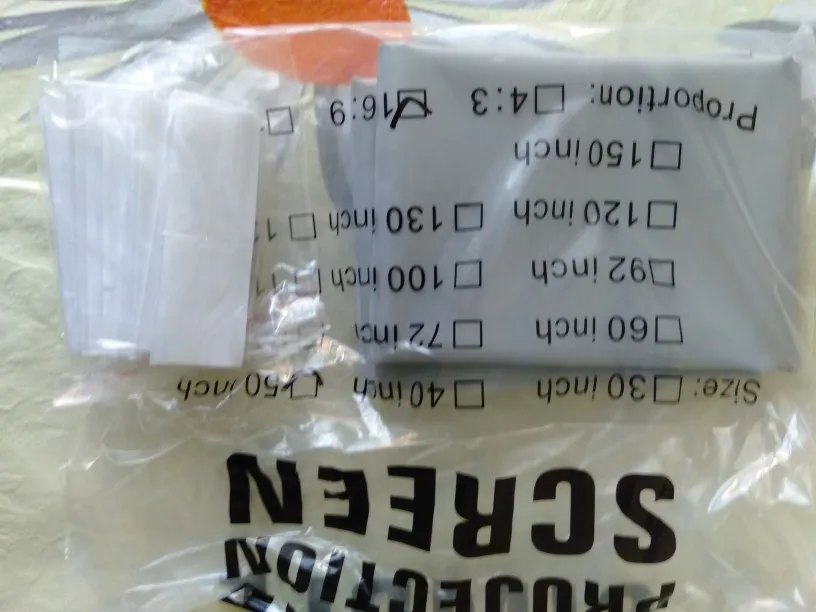 PROJECTION
SCREEN
Size: 30 inch 40 inch 50 inch
60 inch 72 inch
92 inch 100 inch
120 inch 130 inch
150 inch
Proportion: 4:3 16:9